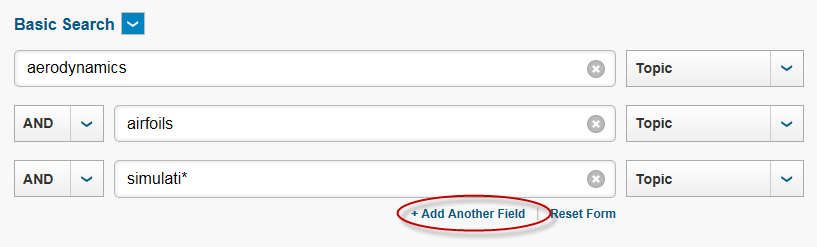 Basic Search
aerodynamics Topic
AND airfoils Topic
AND simulati* Topic
+ Add Another Field | Reset Form